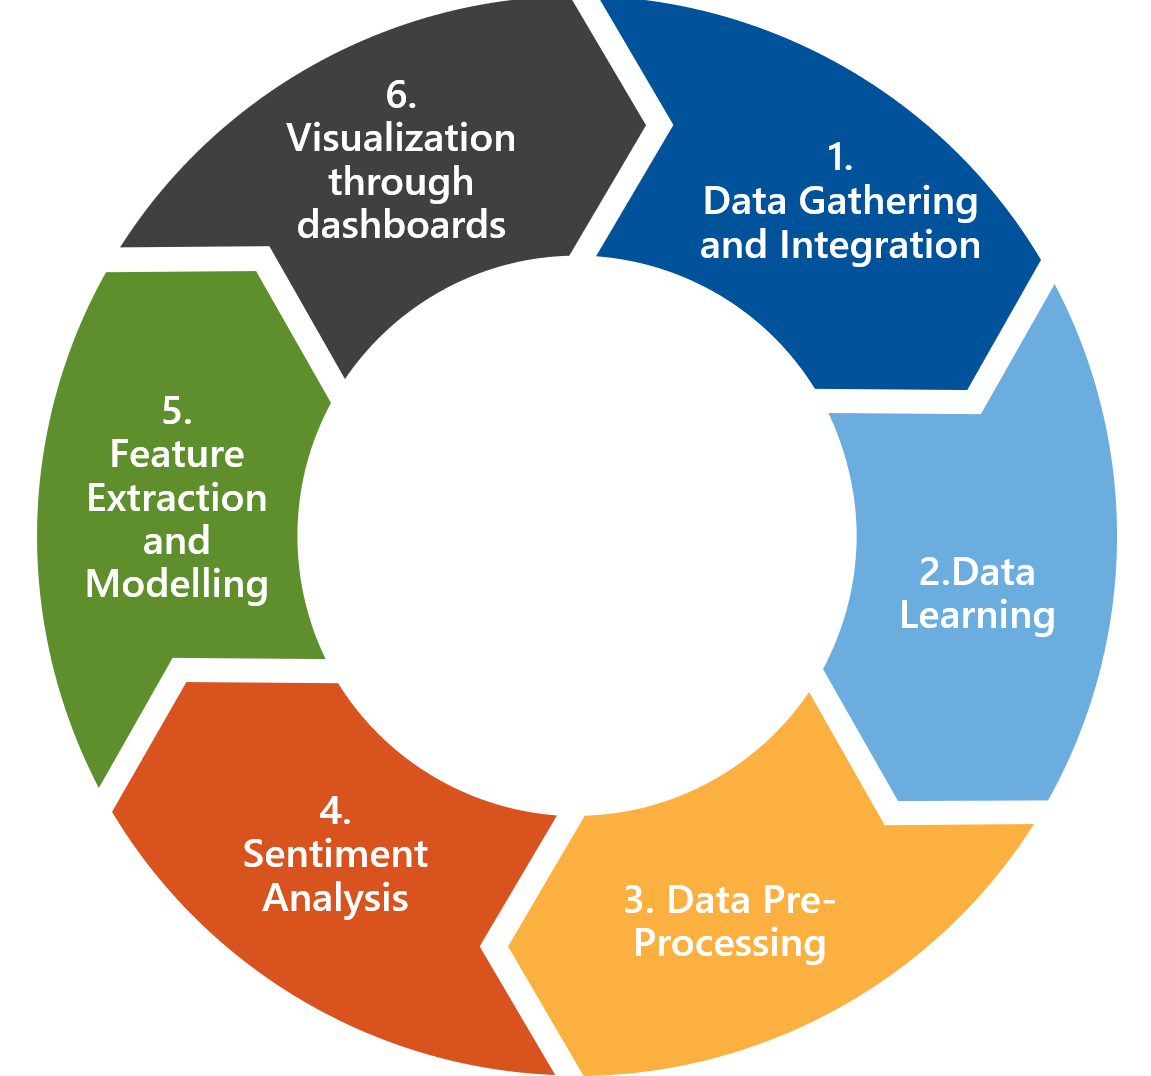 1.
Data Gathering
and Integration
2.Data
Learning
3. Data Pre-
Processing
4.
Sentiment
Analysis
5.
Feature
Extraction
and
Modelling
6.
Visualization
through
dashboards